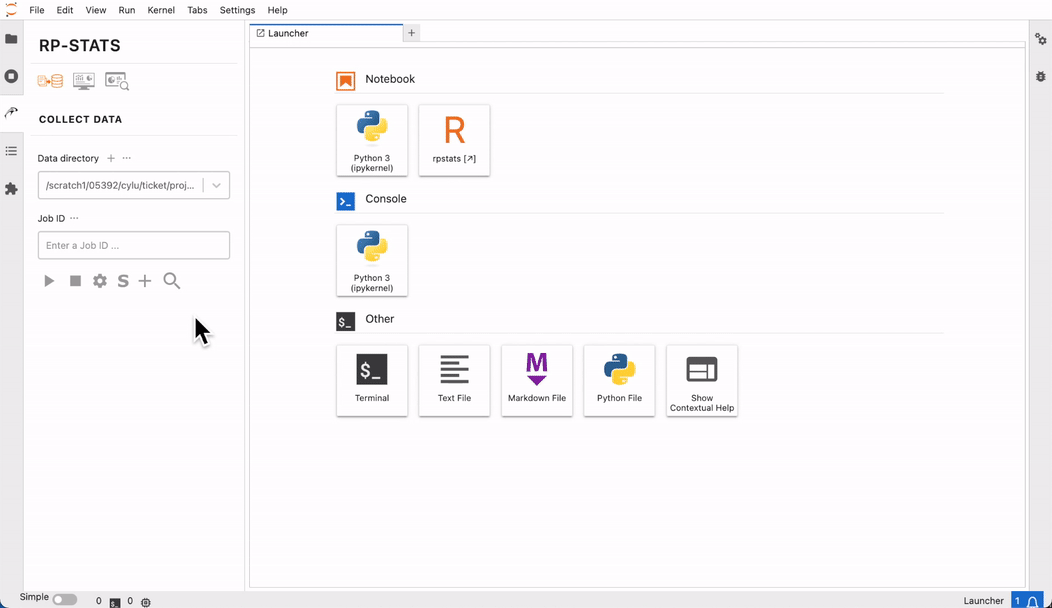 File Edit View Run Kernel Tabs Settings Help
RP-STATS
COLLECT DATA
Data directory + ···
/scratch1/05392/cylu/ticket/proj...
Job ID ···
Enter a Job ID ...
S
Launcher
Notebook
Python 3
(ipykernel)
R
rpstats [↗]
Console
Python 3
(ipykernel)
$_ Other
$_
Terminal
Text File
M
Markdown File
Python File
Show
Contextual Help
Simple 0 $_ 0
Launcher 1